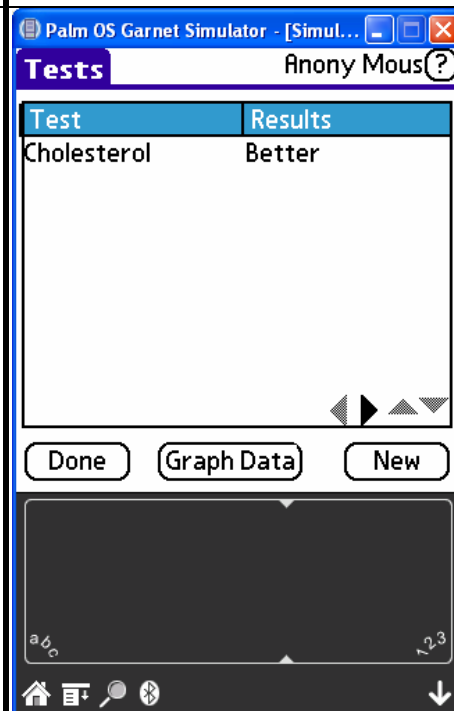 Palm OS Garnet Simulator - [Simul...
Tests Anony Mous ?
Test Results
Cholesterol Better
Done Graph Data New
abc 123